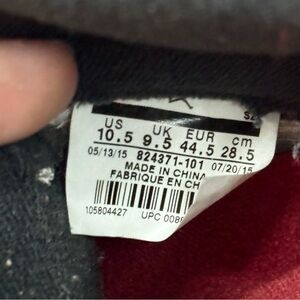 US UK EUR cm
10.5 9.5 44.5 28.5
05/13/15 824371-101 07/20/15
MADE IN CHINA
FABRIQUE EN CH
105804427 UPC 0088